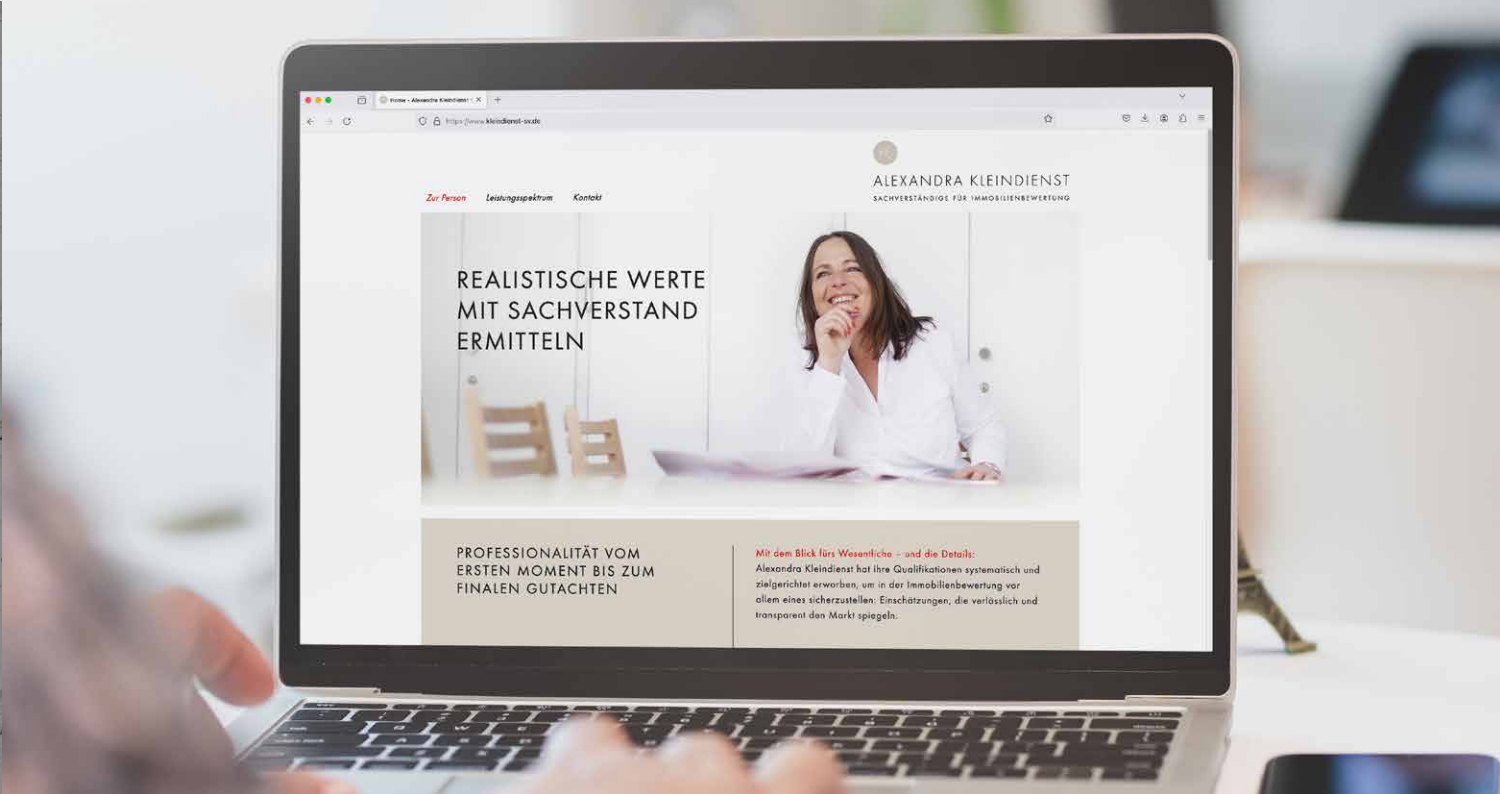 Home - Alexandra Kleindienst
https://www.kleindienst-sv.de
ALEXANDRA KLEINDIENST
SACHVERSTÄNDIGE FÜR IMMOBILIENBEWERTUNG
Zur Person Leistungsspektrum Kontakt
REALISTISCHE WERTE
MIT SACHVERSTAND
ERMITTELN
PROFESSIONALITÄT VOM
ERSTEN MOMENT BIS ZUM
FINALEN GUTACHTEN
Mit dem Blick fürs Wesentliche – und die Details:
Alexandra Kleindienst hat ihre Qualifikationen systematisch und
zielgerichtet erworben, um in der Immobilienbewertung vor
allem eines sicherzustellen: Einschätzungen, die verlässlich und
transparent den Markt spiegeln.